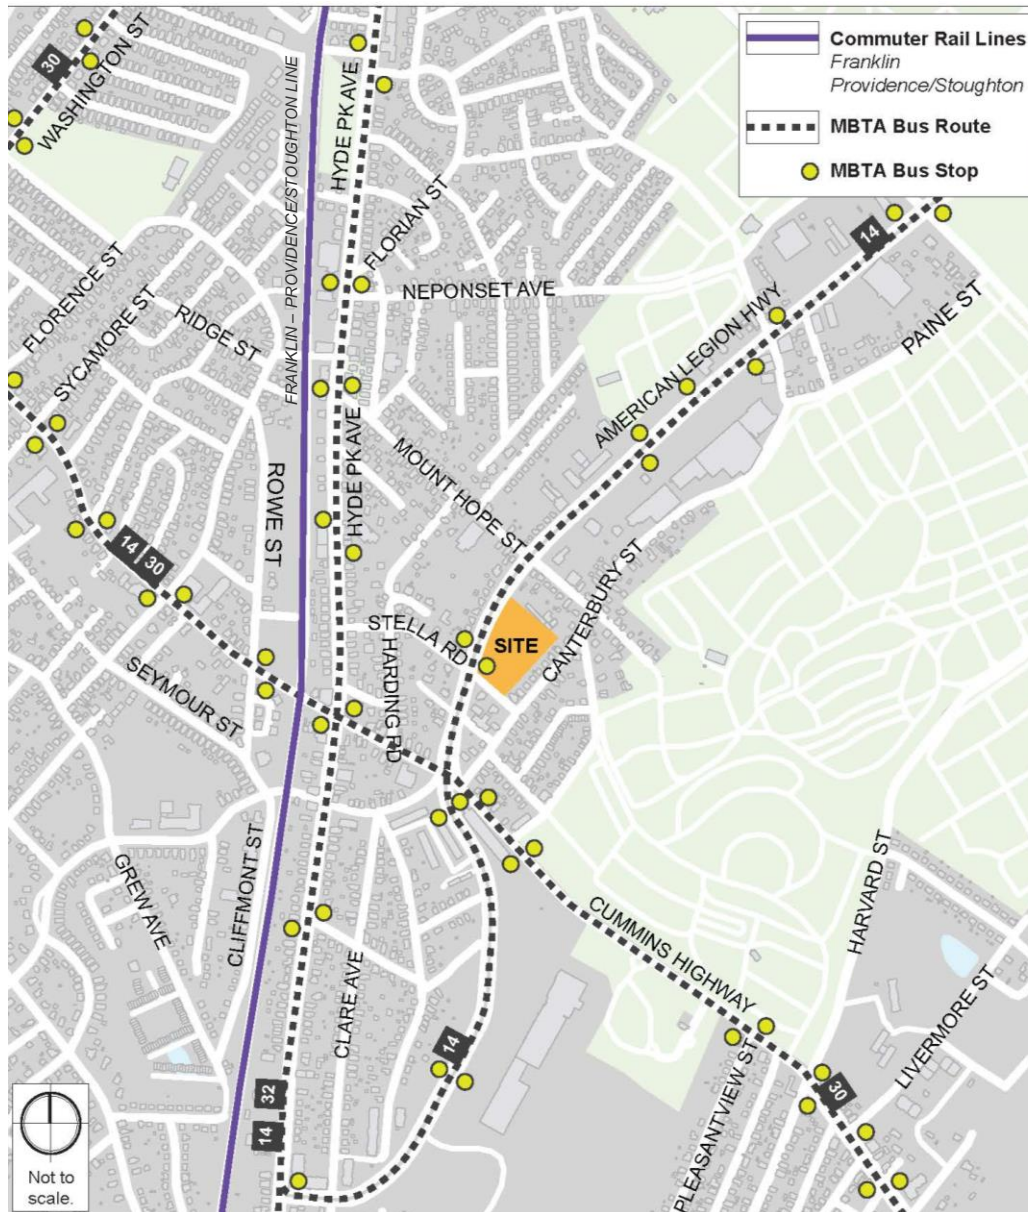 Commuter Rail Lines
Franklin
Providence/Stoughton
MBTA Bus Route
MBTA Bus Stop
30
WASHINGTON ST
FRANKLIN – PROVIDENCE/STOUGHTON LINE
HYDE PK AVE
FLORIAN ST
14
NEPONSET AVE
FLORENCE ST
SYCAMORE ST
RIDGE ST
AMERICAN LEGION HWY
PAINE ST
ROWE ST
HYDE PK AVE
MOUNT HOPE ST
14 30
STELLA RD
SITE
CANTERBURY ST
HARDING RD
SEYMOUR ST
CLIFFMONT ST
GREW AVE
CLARE AVE
HARVARD ST
CUMMINS HIGHWAY
LIVERMORE ST
14
PLEASANTVIEW ST
30
32
14
Not to
scale.